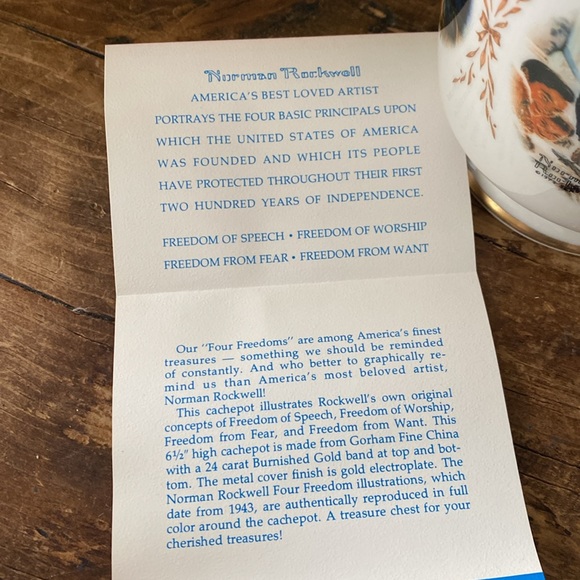 Norman Rockwell
AMERICA'S BEST LOVED ARTIST
PORTRAYS THE FOUR BASIC PRINCIPALS UPON
WHICH THE UNITED STATES OF AMERICA
WAS FOUNDED AND WHICH ITS PEOPLE
HAVE PROTECTED THROUGHOUT THEIR FIRST
TWO HUNDRED YEARS OF INDEPENDENCE.
FREEDOM OF SPEECH • FREEDOM OF WORSHIP
FREEDOM FROM FEAR • FREEDOM FROM WANT
Our "Four Freedoms" are among America's finest
treasures — something we should be reminded
of constantly. And who better to graphically re-
mind us than America's most beloved artist,
Norman Rockwell!
This cachepot illustrates Rockwell's own original
concepts of Freedom of Speech, Freedom of Worship,
Freedom from Fear, and Freedom from Want. This
6½" high cachepot is made from Gorham Fine China
with a 24 carat Burnished Gold band at top and bot-
tom. The metal cover finish is gold electroplate. The
Norman Rockwell Four Freedom illustrations, which
date from 1943, are authentically reproduced in full
color around the cachepot. A treasure chest for your
cherished treasures!